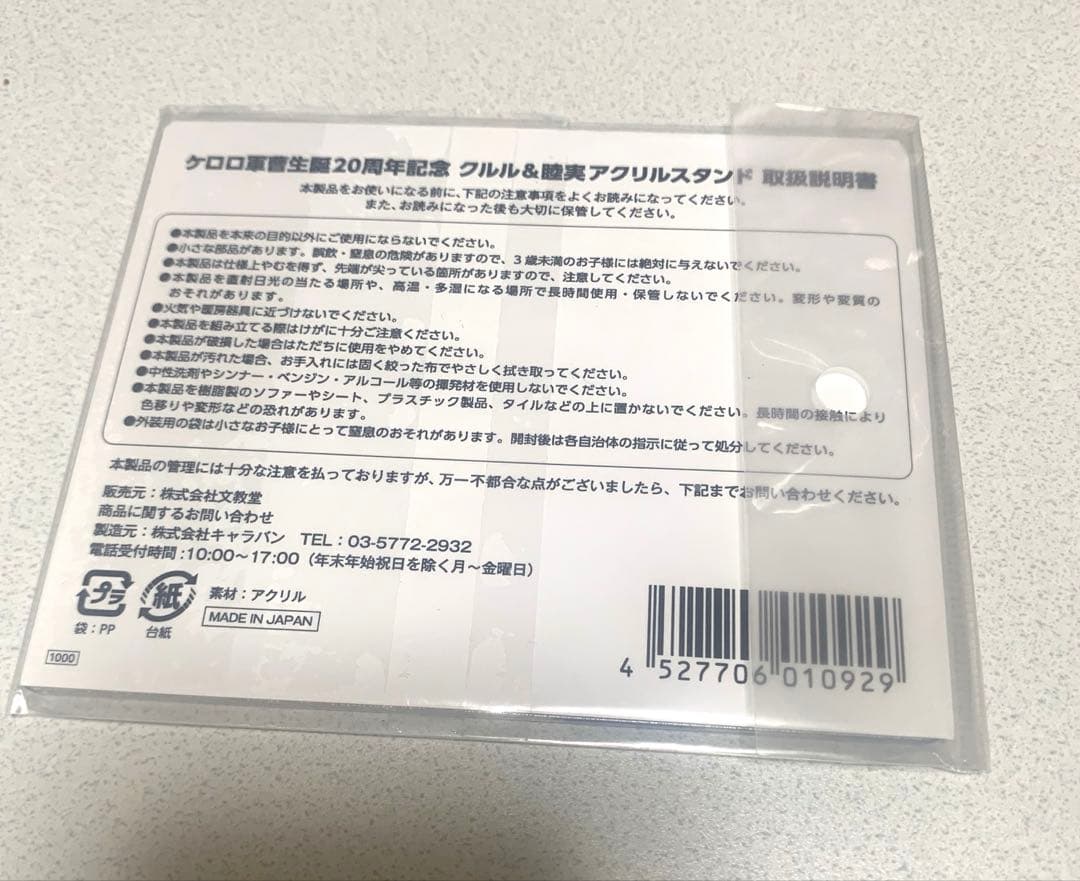 ケロロ軍曹生誕20周年記念 クルル&睦実アクリルスタンド 取扱説明書
本製品をお使いになる前に、下記の注意事項をよくお読みになってください。
また、お読みになった後も大切に保管してください。
●本製品を本来の目的以外にご使用にならないでください。
●小さな部品があります。誤飲・窒息の危険がありますので、3歳未満のお子様には絶対に与えないでください。
●本製品は仕様上やむを得ず、先端が尖っている箇所がありますので、注意してください。
●本製品を直射日光の当たる場所や、高温・多湿になる場所で長時間使用・保管しないでください。変形や変質の
おそれがあります。
●火気や暖房器具に近づけないでください。
●本製品を組み立てる際はけがに十分ご注意ください。
●本製品が破損した場合はただちに使用をやめてください。
●本製品が汚れた場合、お手入れには固く絞った布でやさしく拭き取ってください。
●中性洗剤やシンナー・ベンジン・アルコール等の揮発材を使用しないでください。
●本製品を樹脂製のソファーやシート、プラスチック製品、タイルなどの上に置かないでください。長時間の接触により
色移りや変形などの恐れがあります。
●外装用の袋は小さなお子様にとって窒息のおそれがあります。開封後は各自治体の指示に従って処分してください。
本製品の管理には十分な注意を払っておりますが、万一不都合な点がございましたら、下記までお問い合わせください。
販売元:株式会社文教堂
商品に関するお問い合わせ
製造元:株式会社キャラバン TEL:03-5772-2932
電話受付時間:10:00〜17:00(年末年始祝日を除く月〜金曜日)
プラ 紙 素材:アクリル
MADE IN JAPAN
袋:PP 台紙
1000
4 527706 010929